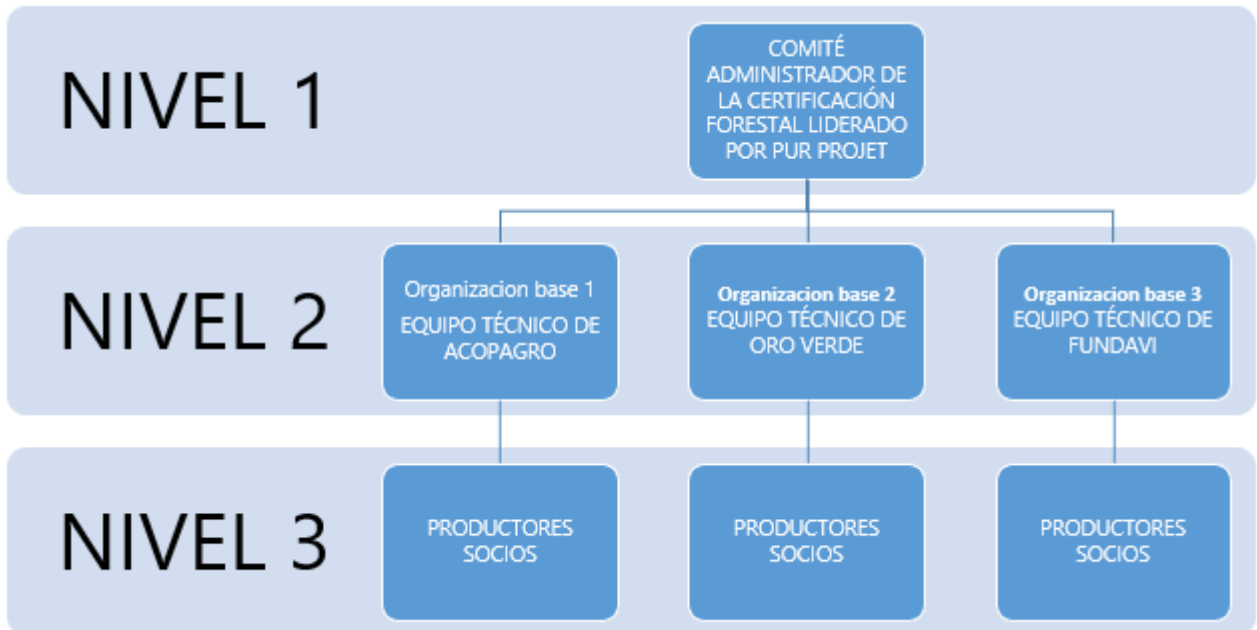 NIVEL 1
COMITÉ
ADMINISTRADOR DE
LA CERTIFICACIÓN
FORESTAL LIDERADO
POR PUR PROJET
NIVEL 2
Organizacion base 1
EQUIPO TÉCNICO DE
ACOPAGRO
Organizacion base 2
EQUIPO TÉCNICO DE
ORO VERDE
Organizacion base 3
EQUIPO TÉCNICO DE
FUNDAVI
NIVEL 3
PRODUCTORES
SOCIOS
PRODUCTORES
SOCIOS
PRODUCTORES
SOCIOS